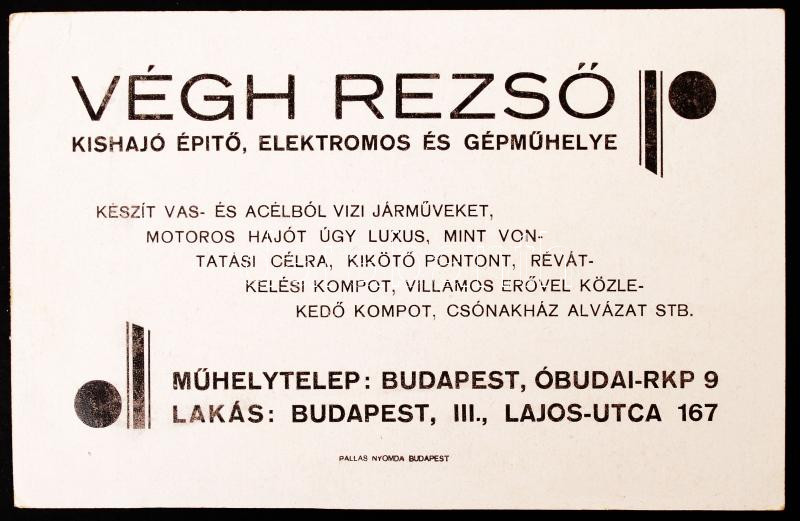 VÉGH REZSŐ
KISHAJÓ ÉPITŐ, ELEKTROMOS ÉS GÉPMŰHELYE
KÉSZÍT VAS- ÉS ACÉLBÓL VIZI JÁRMŰVEKET,
MOTOROS HAJÓT ÚGY LUXUS, MINT VON-
TATÁSI CÉLRA, KIKÖTŐ PONTONT, RÉVÁT-
KELÉSI KOMPOT, VILLAMOS ERŐVEL KÖZLE-
KEDŐ KOMPOT, CSÓNAKHÁZ ALVÁZAT STB.
MŰHELYTELEP: BUDAPEST, ÓBUDAI-RKP 9
LAKÁS: BUDAPEST, III., LAJOS-UTCA 167
PALLAS NYOMDA BUDAPEST